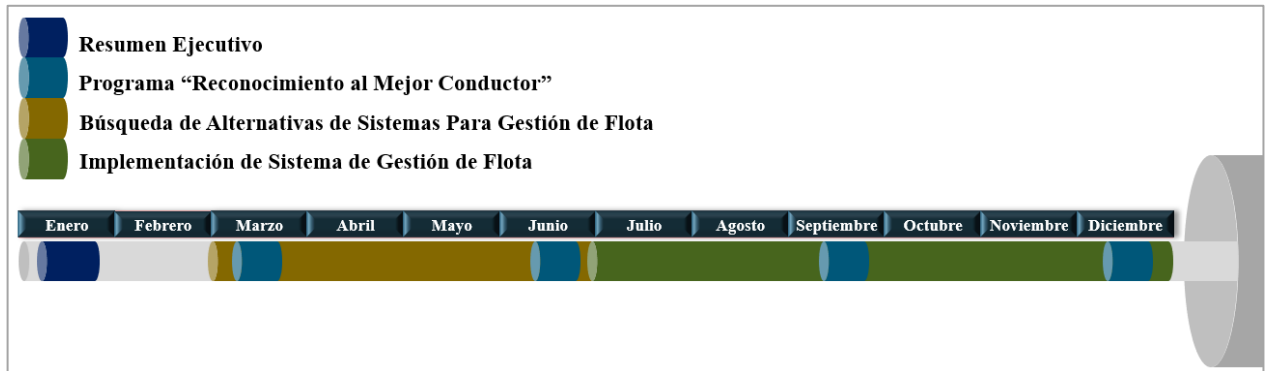 Resumen Ejecutivo
Programa “Reconocimiento al Mejor Conductor”
Búsqueda de Alternativas de Sistemas Para Gestión de Flota
Implementación de Sistema de Gestión de Flota
Enero Febrero Marzo Abril Mayo Junio Julio Agosto Septiembre Octubre Noviembre Diciembre